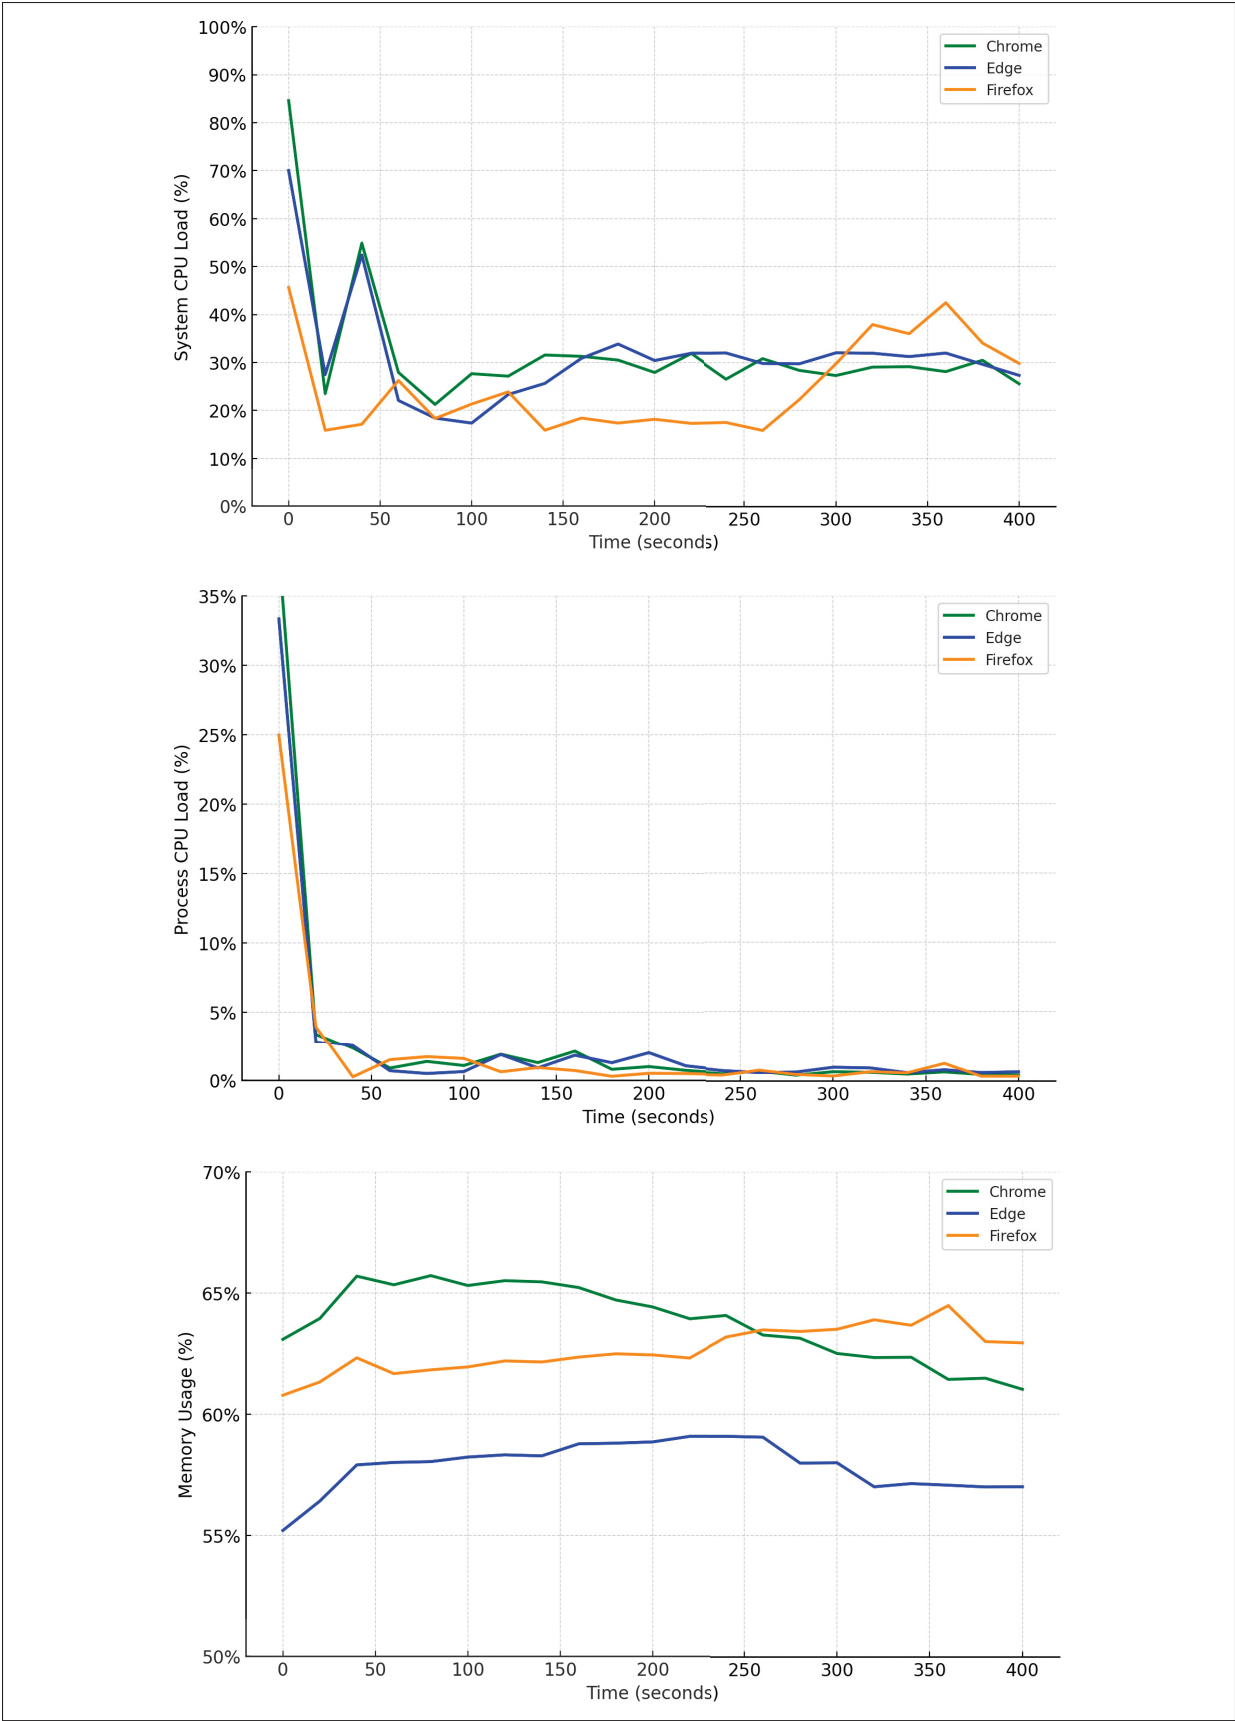 100%
90%
80%
70%
60%
50%
40%
30%
20%
10%
0%
System CPU Load (%)
Chrome
Edge
Firefox
0 50 100 150 200 250 300 350 400
Time (seconds)
35%
30%
25%
20%
15%
10%
5%
0%
Process CPU Load (%)
Chrome
Edge
Firefox
0 50 100 150 200 250 300 350 400
Time (seconds)
70%
65%
60%
55%
50%
Memory Usage (%)
Chrome
Edge
Firefox
0 50 100 150 200 250 300 350 400
Time (seconds)